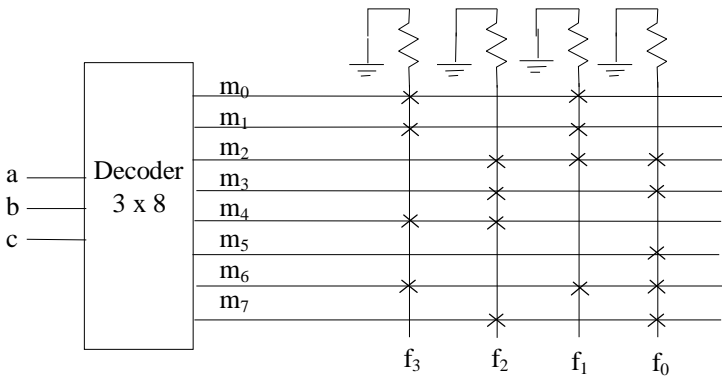 m₀
m₁
m₂
m₃
m₄
m₅
m₆
m₇
a
b
c
Decoder
3 x 8
f₃ f₂ f₁ f₀